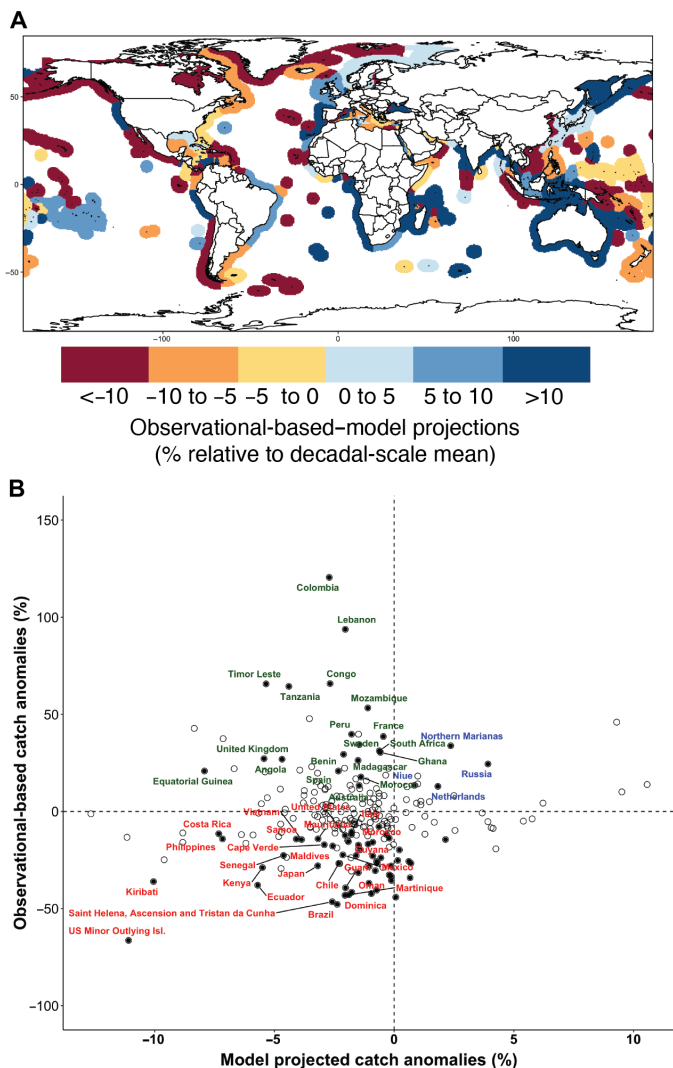 A
50
0
−50
−100
0
100
<−10
−10 to −5
−5 to 0
0 to 5
5 to 10
>10
Observational-based–model projections
(% relative to decadal-scale mean)
B
Observational-based catch anomalies (%)
150
100
50
0
−50
−100
Colombia
Lebanon
Timor Leste
Congo
Tanzania
Mozambique
Peru
France
Northern Marianas
Sweden
South Africa
United Kingdom
Ghana
Benin
Angola
Madagascar
Niue
Russia
Equatorial Guinea
Spain
Morocco
Netherlands
Australia
United States
Vietnam
Costa Rica
Samoa
Mauritania
Morocco
Philippines
Cape Verde
Guyana
Senegal
Maldives
Mexico
Japan
Guam
Kenya
Chile
Oman
Kiribati
Ecuador
Martinique
Saint Helena, Ascension and Tristan da Cunha
Dominica
Brazil
US Minor Outlying Isl.
−10
−5
0
5
10
Model projected catch anomalies (%)